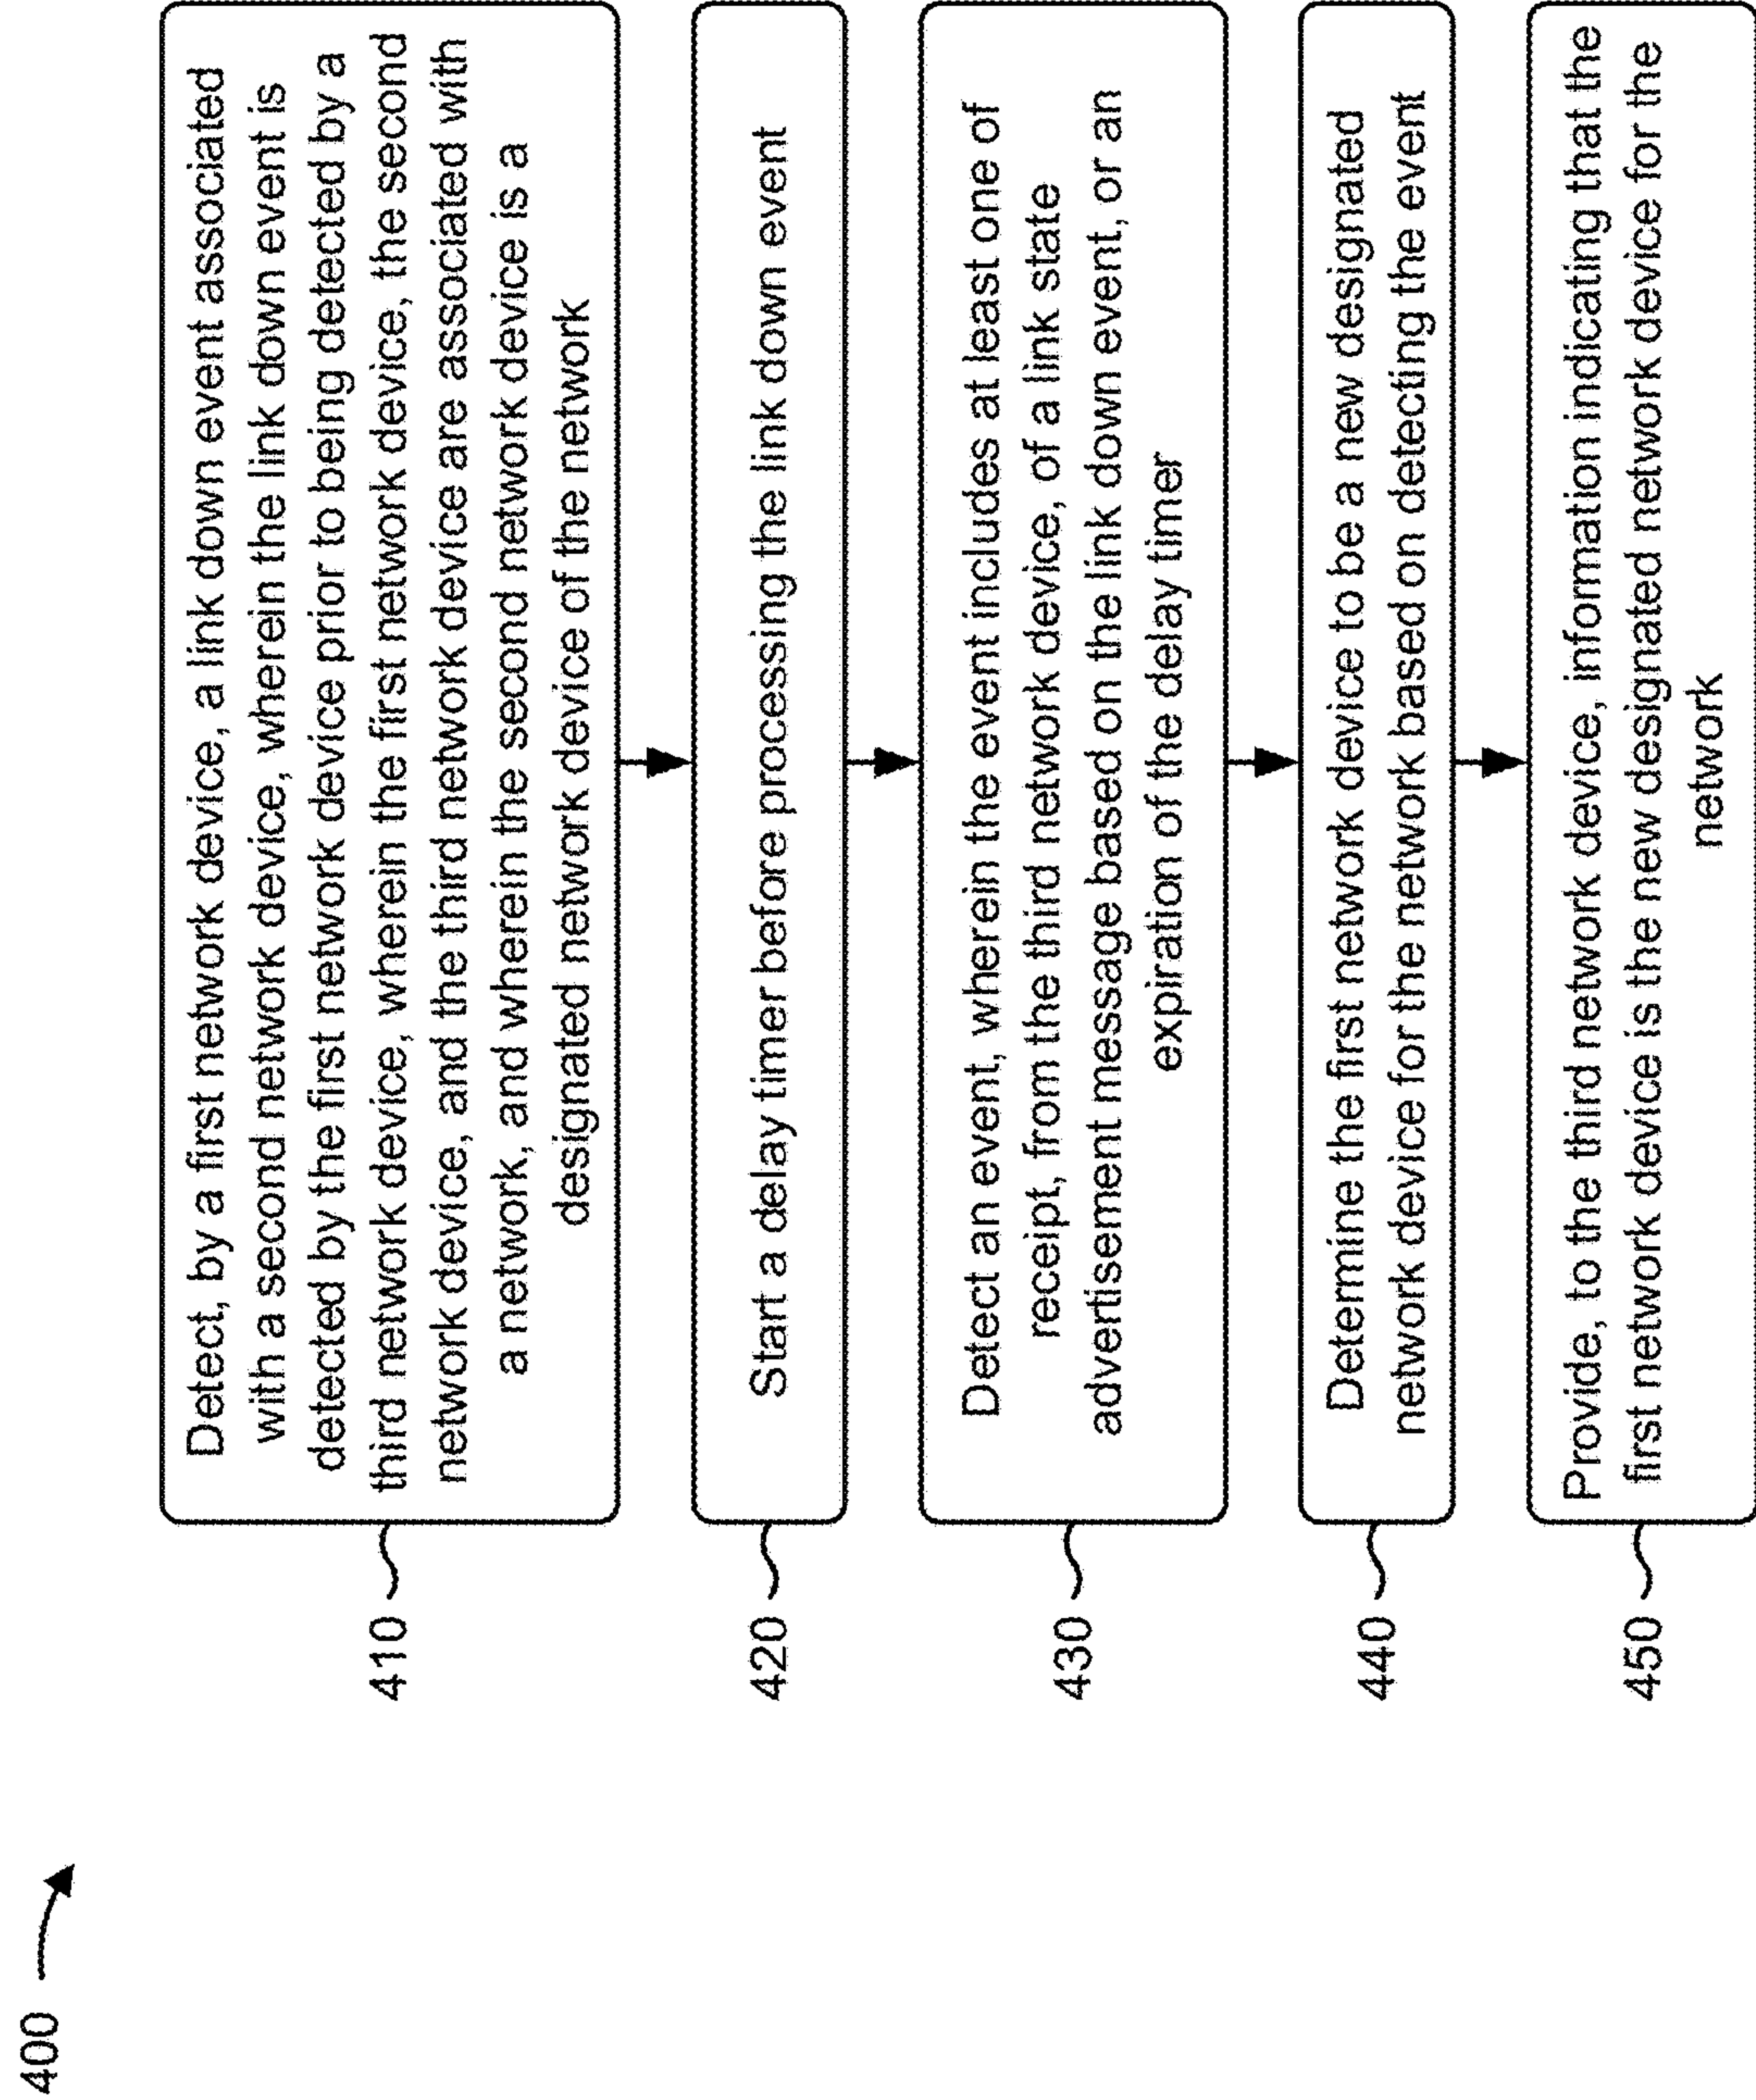 400
410
Detect, by a first network device, a link down event associated
with a second network device, wherein the link down event is
detected by the first network device prior to being detected by a
third network device, wherein the first network device, the second
network device, and the third network device are associated with
a network, and wherein the second network device is a
designated network device of the network
420
Start a delay timer before processing the link down event
430
Detect an event, wherein the event includes at least one of
receipt, from the third network device, of a link state
advertisement message based on the link down event, or an
expiration of the delay timer
440
Determine the first network device to be a new designated
network device for the network based on detecting the event
450
Provide, to the third network device, information indicating that the
first network device is the new designated network device for the
network